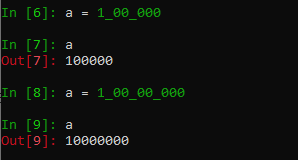 In [6]: a = 1_00_000
In [7]: a
Out[7]: 100000
In [8]: a = 1_00_00_000
In [9]: a
Out[9]: 10000000